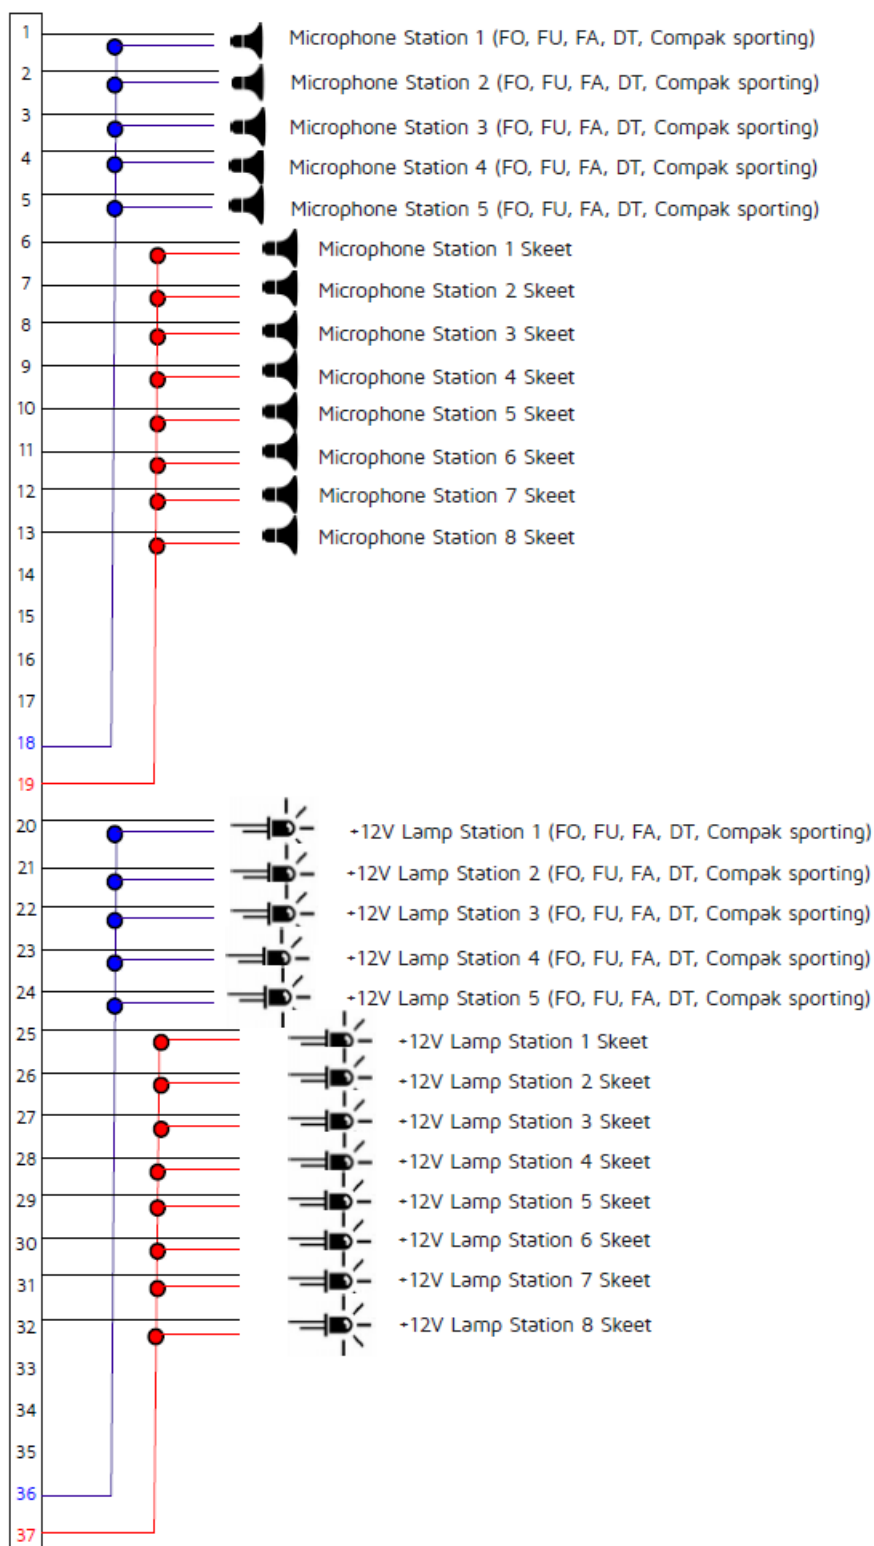 1 Microphone Station 1 (FO, FU, FA, DT, Compak sporting)
2 Microphone Station 2 (FO, FU, FA, DT, Compak sporting)
3 Microphone Station 3 (FO, FU, FA, DT, Compak sporting)
4 Microphone Station 4 (FO, FU, FA, DT, Compak sporting)
5 Microphone Station 5 (FO, FU, FA, DT, Compak sporting)
6 Microphone Station 1 Skeet
7 Microphone Station 2 Skeet
8 Microphone Station 3 Skeet
9 Microphone Station 4 Skeet
10 Microphone Station 5 Skeet
11 Microphone Station 6 Skeet
12 Microphone Station 7 Skeet
13 Microphone Station 8 Skeet
14
15
16
17
18
19
20 +12V Lamp Station 1 (FO, FU, FA, DT, Compak sporting)
21 +12V Lamp Station 2 (FO, FU, FA, DT, Compak sporting)
22 +12V Lamp Station 3 (FO, FU, FA, DT, Compak sporting)
23 +12V Lamp Station 4 (FO, FU, FA, DT, Compak sporting)
24 +12V Lamp Station 5 (FO, FU, FA, DT, Compak sporting)
25 +12V Lamp Station 1 Skeet
26 +12V Lamp Station 2 Skeet
27 +12V Lamp Station 3 Skeet
28 +12V Lamp Station 4 Skeet
29 +12V Lamp Station 5 Skeet
30 +12V Lamp Station 6 Skeet
31 +12V Lamp Station 7 Skeet
32 +12V Lamp Station 8 Skeet
33
34
35
36
37